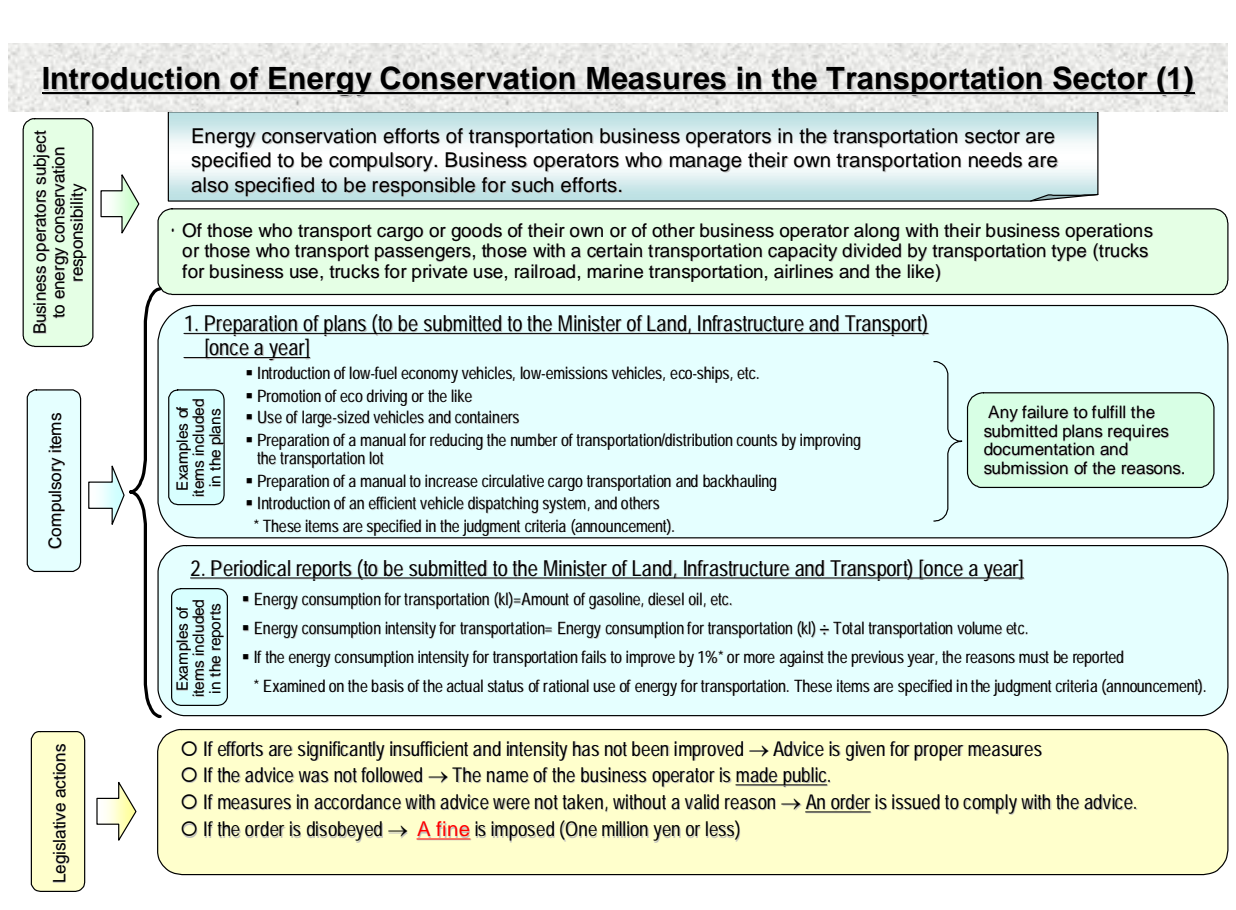 Introduction of Energy Conservation Measures in the Transportation Sector (1)
Business operators subject
to energy conservation
responsibility
Energy conservation efforts of transportation business operators in the transportation sector are
specified to be compulsory. Business operators who manage their own transportation needs are
also specified to be responsible for such efforts.
· Of those who transport cargo or goods of their own or of other business operator along with their business operations
or those who transport passengers, those with a certain transportation capacity divided by transportation type (trucks
for business use, trucks for private use, railroad, marine transportation, airlines and the like)
Compulsory items
1. Preparation of plans (to be submitted to the Minister of Land, Infrastructure and Transport)
[once a year]
Examples of
items included
in the plans
▪ Introduction of low-fuel economy vehicles, low-emissions vehicles, eco-ships, etc.
▪ Promotion of eco driving or the like
▪ Use of large-sized vehicles and containers
▪ Preparation of a manual for reducing the number of transportation/distribution counts by improving
the transportation lot
▪ Preparation of a manual to increase circulative cargo transportation and backhauling
▪ Introduction of an efficient vehicle dispatching system, and others
* These items are specified in the judgment criteria (announcement).
Any failure to fulfill the
submitted plans requires
documentation and
submission of the reasons.
2. Periodical reports (to be submitted to the Minister of Land, Infrastructure and Transport) [once a year]
Examples of
items included
in the reports
▪ Energy consumption for transportation (kl)=Amount of gasoline, diesel oil, etc.
▪ Energy consumption intensity for transportation= Energy consumption for transportation (kl) ÷ Total transportation volume etc.
▪ If the energy consumption intensity for transportation fails to improve by 1%* or more against the previous year, the reasons must be reported
* Examined on the basis of the actual status of rational use of energy for transportation. These items are specified in the judgment criteria (announcement).
Legislative actions
○ If efforts are significantly insufficient and intensity has not been improved → Advice is given for proper measures
○ If the advice was not followed → The name of the business operator is made public.
○ If measures in accordance with advice were not taken, without a valid reason → An order is issued to comply with the advice.
○ If the order is disobeyed → A fine is imposed (One million yen or less)